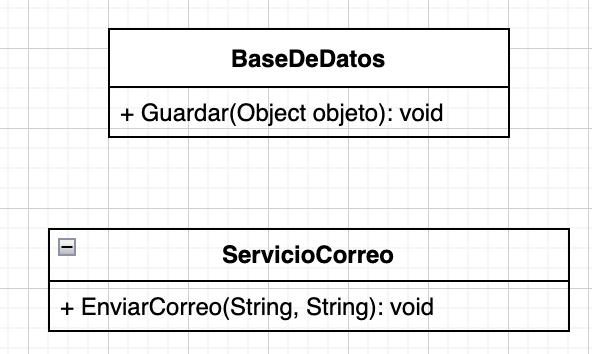 BaseDeDatos
+ Guardar(Object objeto): void
ServicioCorreo
+ EnviarCorreo(String, String): void